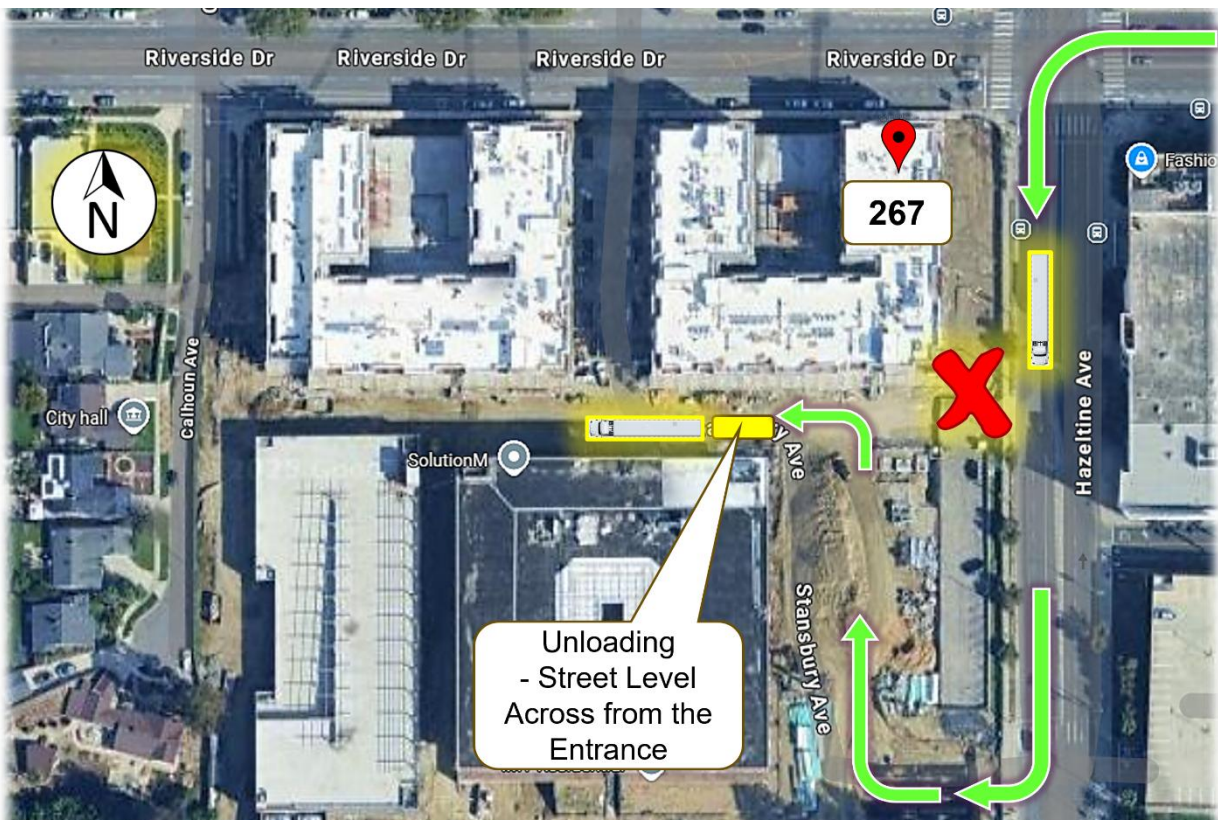 Riverside Dr
Riverside Dr
Riverside Dr
Riverside Dr
N
267
Fashio
Calhoun Ave
City hall
SolutionM
Ave
Hazeltine Ave
Stansbury Ave
Unloading
- Street Level
Across from the
Entrance